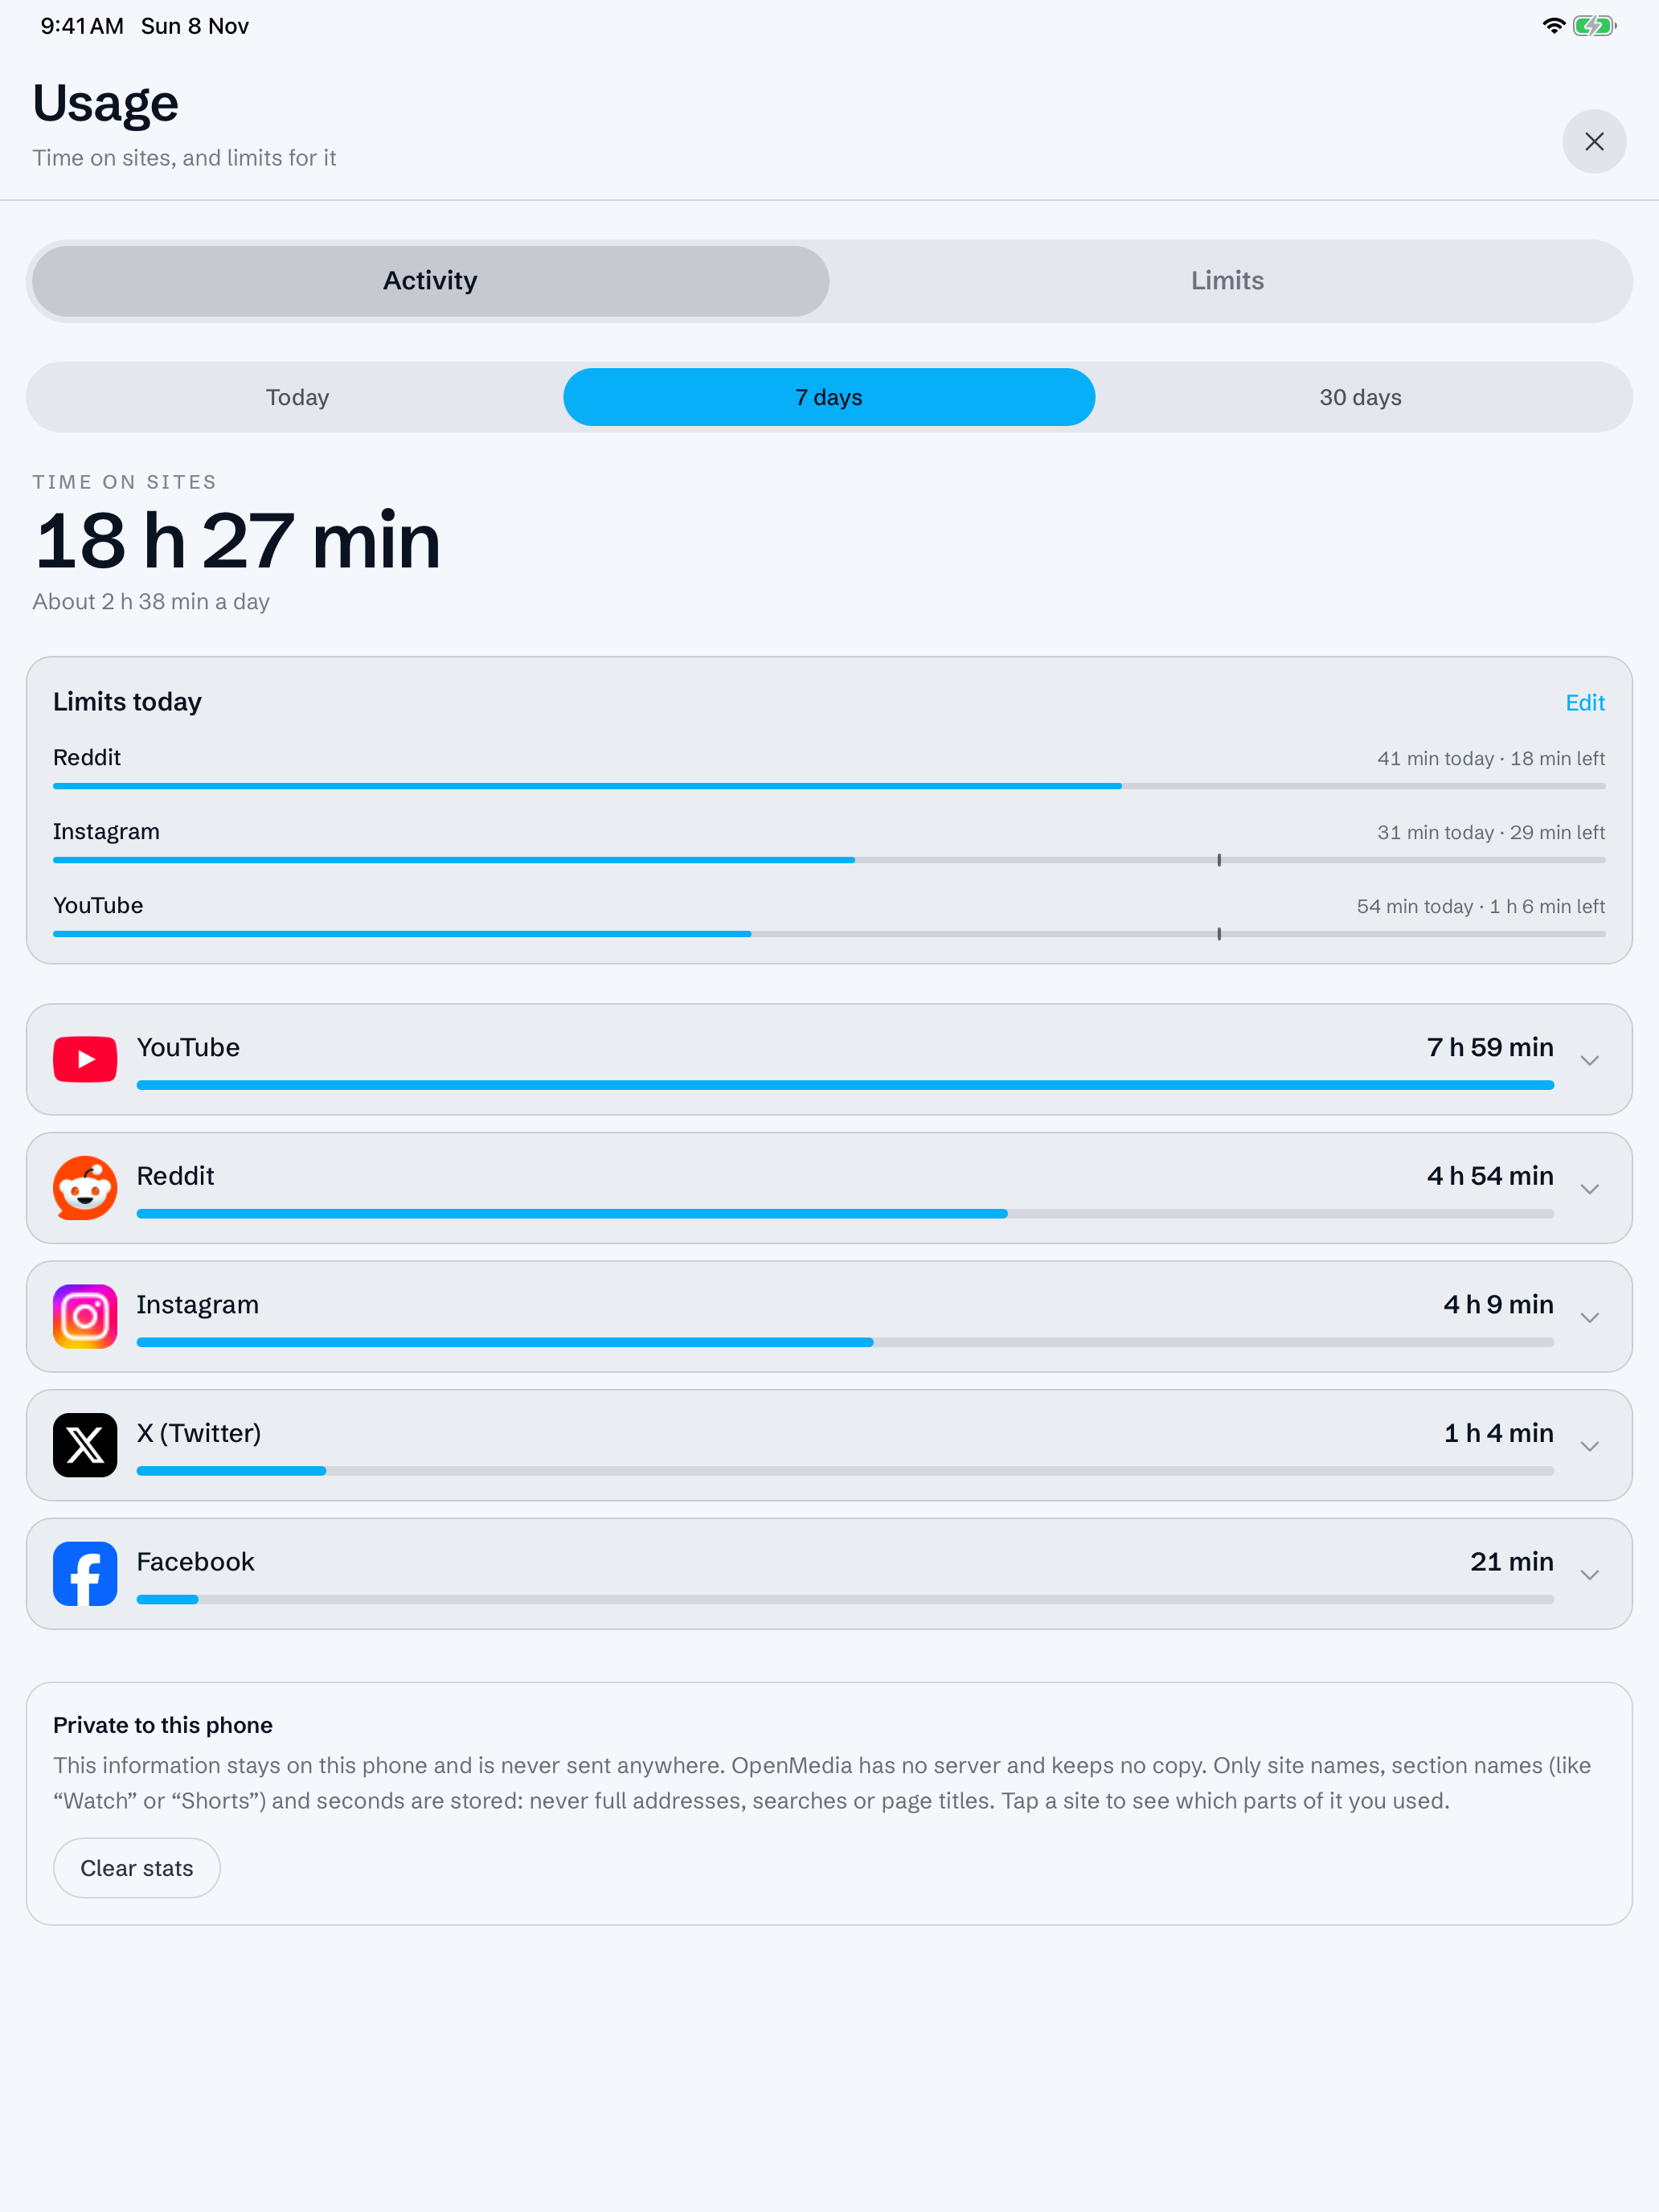 9:41 AM Sun 8 Nov
Usage
Time on sites, and limits for it
Activity
Limits
Today
7 days
30 days
TIME ON SITES
18 h 27 min
About 2 h 38 min a day
Limits today
Edit
Reddit
41 min today · 18 min left
Instagram
31 min today · 29 min left
YouTube
54 min today · 1 h 6 min left
YouTube
7 h 59 min
Reddit
4 h 54 min
Instagram
4 h 9 min
X (Twitter)
1 h 4 min
Facebook
21 min
Private to this phone
This information stays on this phone and is never sent anywhere. OpenMedia has no server and keeps no copy. Only site names, section names (like
“Watch” or “Shorts”) and seconds are stored: never full addresses, searches or page titles. Tap a site to see which parts of it you used.
Clear stats